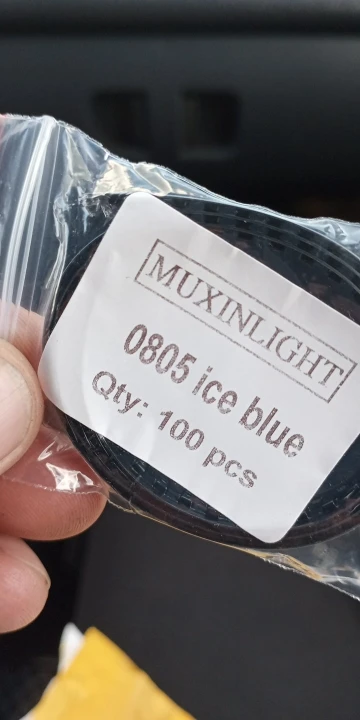 MUXINLIGHT
0805 ice blue
Qty: 100 pcs